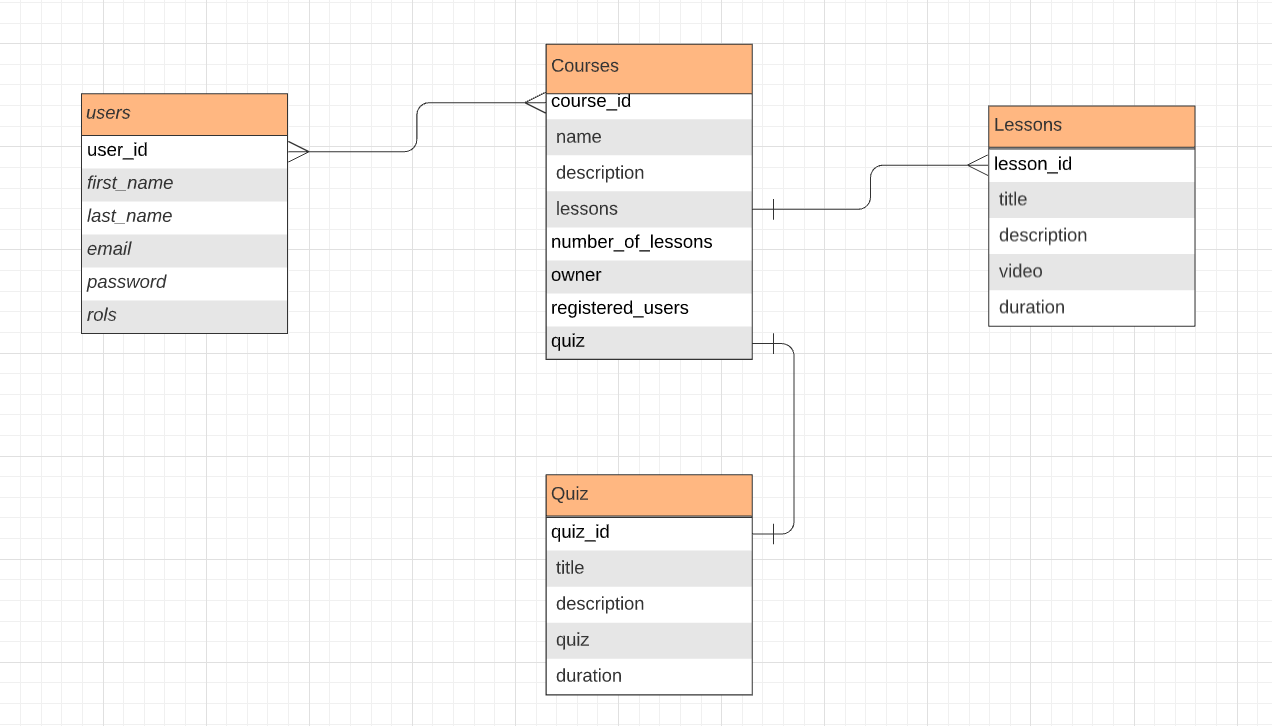 users
user_id
first_name
last_name
email
password
rols
Courses
course_id
name
description
lessons
number_of_lessons
owner
registered_users
quiz
Lessons
lesson_id
title
description
video
duration
Quiz
quiz_id
title
description
quiz
duration